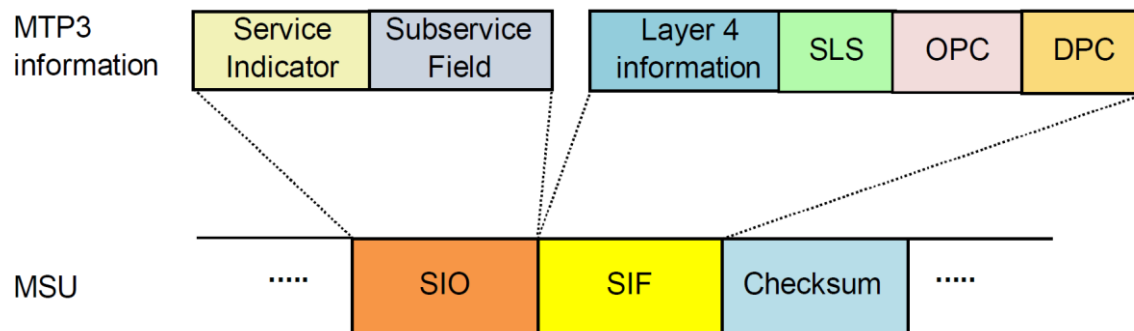 MTP3
information
Service
Indicator
Subservice
Field
Layer 4
information
SLS
OPC
DPC
MSU
.....
SIO
SIF
Checksum
.....